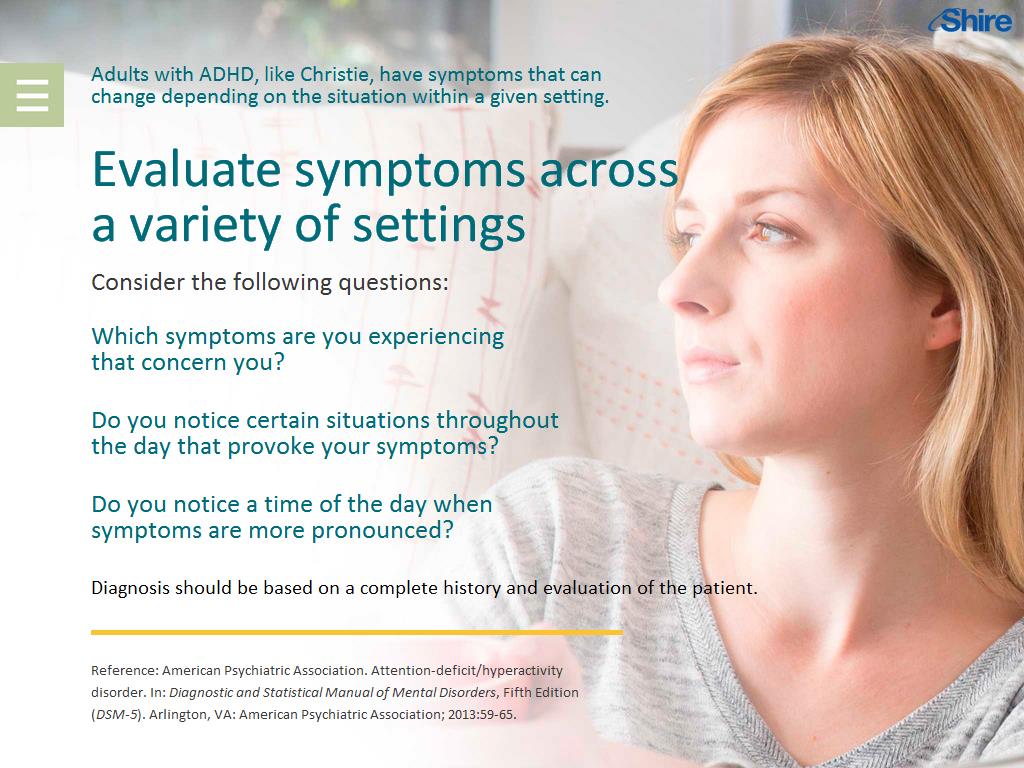 Shire
Adults with ADHD, like Christie, have symptoms that can
change depending on the situation within a given setting.
Evaluate symptoms across
a variety of settings
Consider the following questions:
Which symptoms are you experiencing
that concern you?
Do you notice certain situations throughout
the day that provoke your symptoms?
Do you notice a time of the day when
symptoms are more pronounced?
Diagnosis should be based on a complete history and evaluation of the patient.
Reference: American Psychiatric Association. Attention-deficit/hyperactivity
disorder. In: Diagnostic and Statistical Manual of Mental Disorders, Fifth Edition
(DSM-5). Arlington, VA: American Psychiatric Association; 2013:59-65.